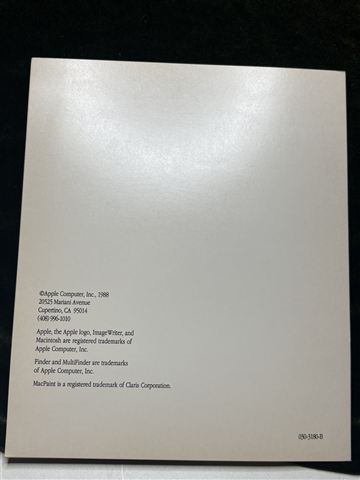 ©Apple Computer, Inc., 1988
20525 Mariani Avenue
Cupertino, CA 95014
(408) 996-1010
Apple, the Apple logo, ImageWriter, and
Macintosh are registered trademarks of
Apple Computer, Inc.
Finder and MultiFinder are trademarks
of Apple Computer, Inc.
MacPaint is a registered trademark of Claris Corporation.
030-3180-B